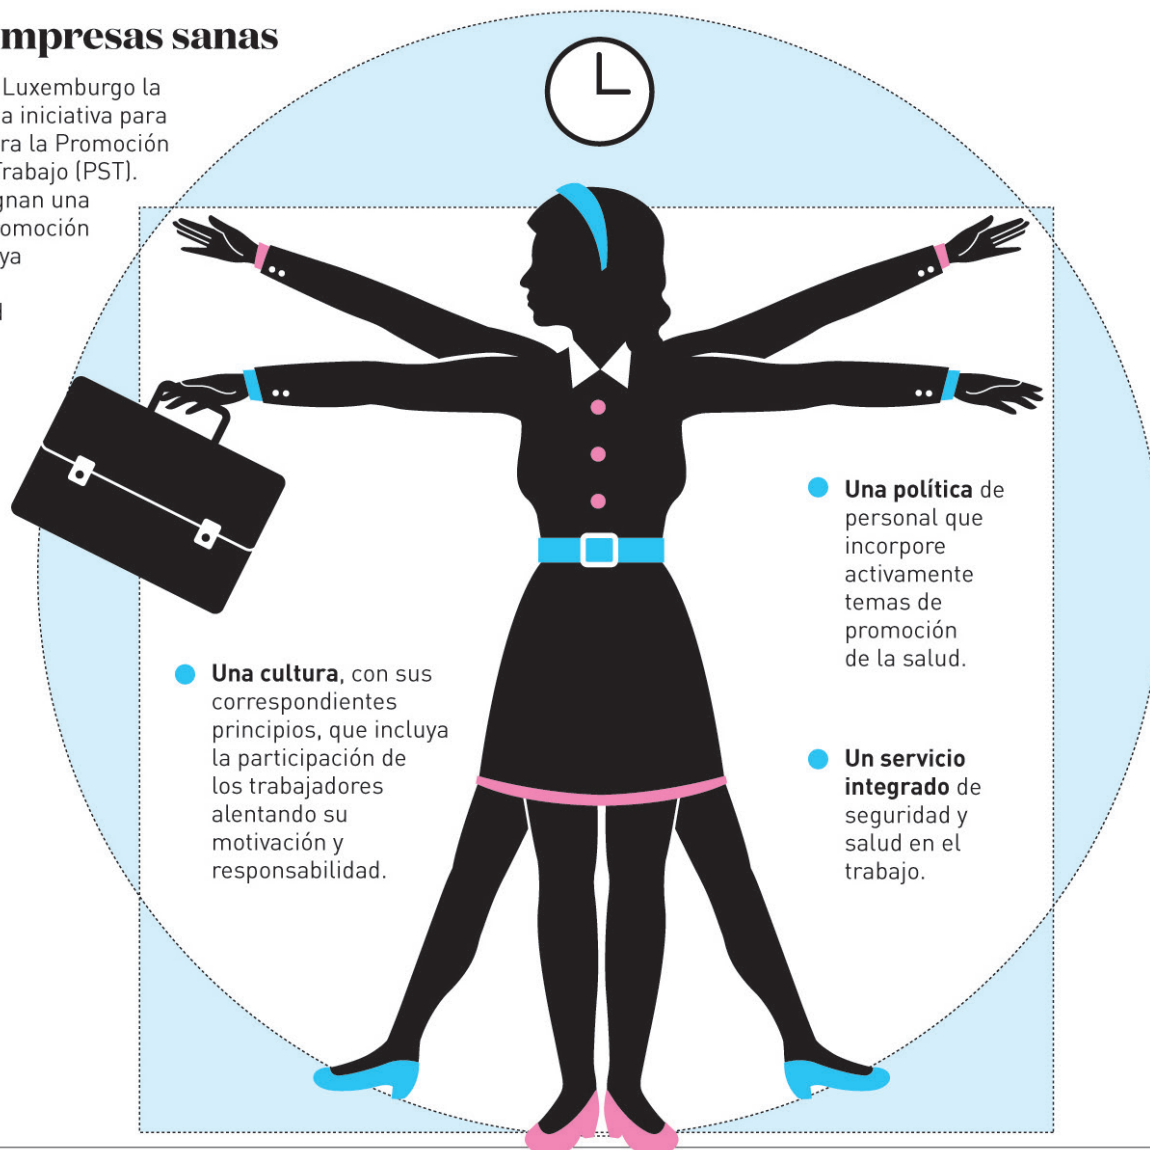 mpresas sanas
Luxemburgo la
a iniciativa para
ra la Promoción
Trabajo (PST).
gnan una
omoción
ya
Una política de
personal que
incorpore
activamente
temas de
promoción
de la salud.
Una cultura, con sus
correspondientes
principios, que incluya
la participación de
los trabajadores
alentando su
motivación y
responsabilidad.
Un servicio
integrado de
seguridad y
salud en el
trabajo.